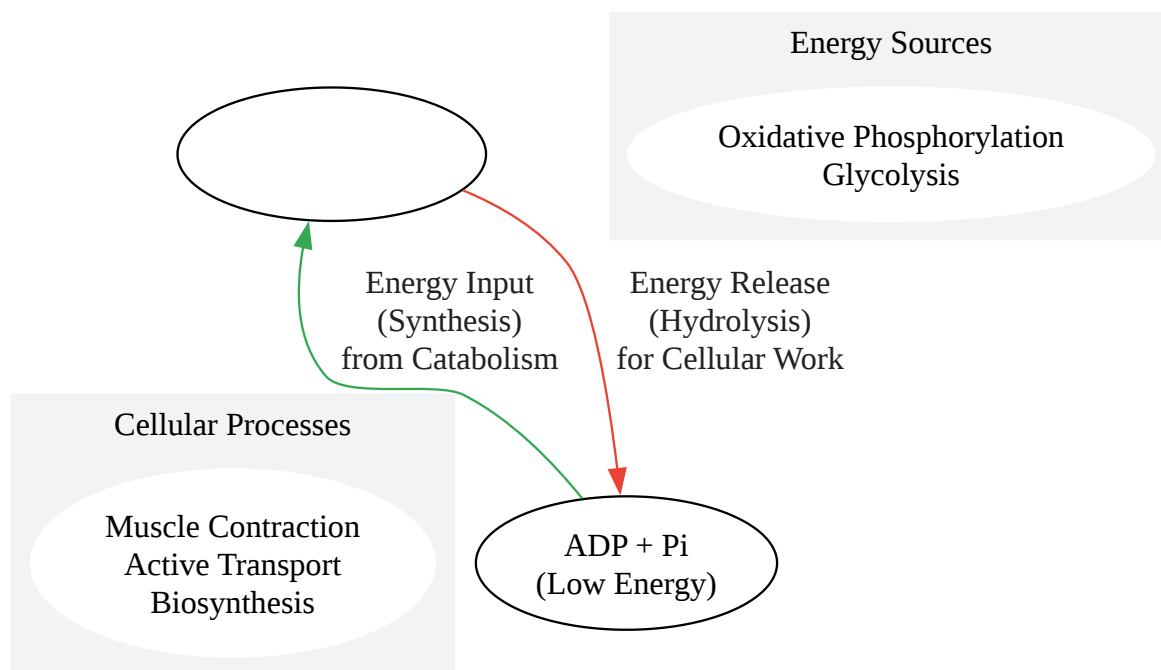 Energy Sources
Oxidative Phosphorylation
Glycolysis
Energy Input
(Synthesis)
from Catabolism
Energy Release
(Hydrolysis)
for Cellular Work
Cellular Processes
Muscle Contraction
Active Transport
Biosynthesis
ADP + Pi
(Low Energy)